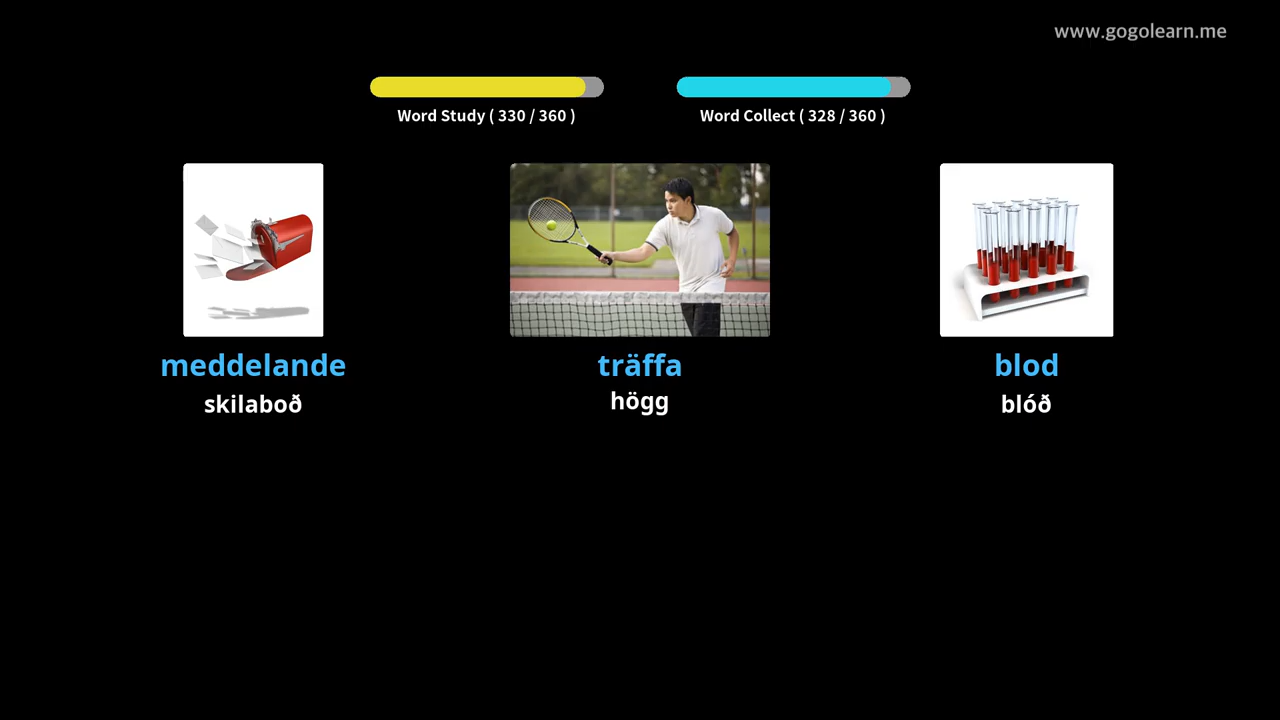 www.gogolearn.me
Word Study ( 330 / 360 )
Word Collect ( 328 / 360 )
meddelande
träffa
blod
skilaboð
högg
blóð